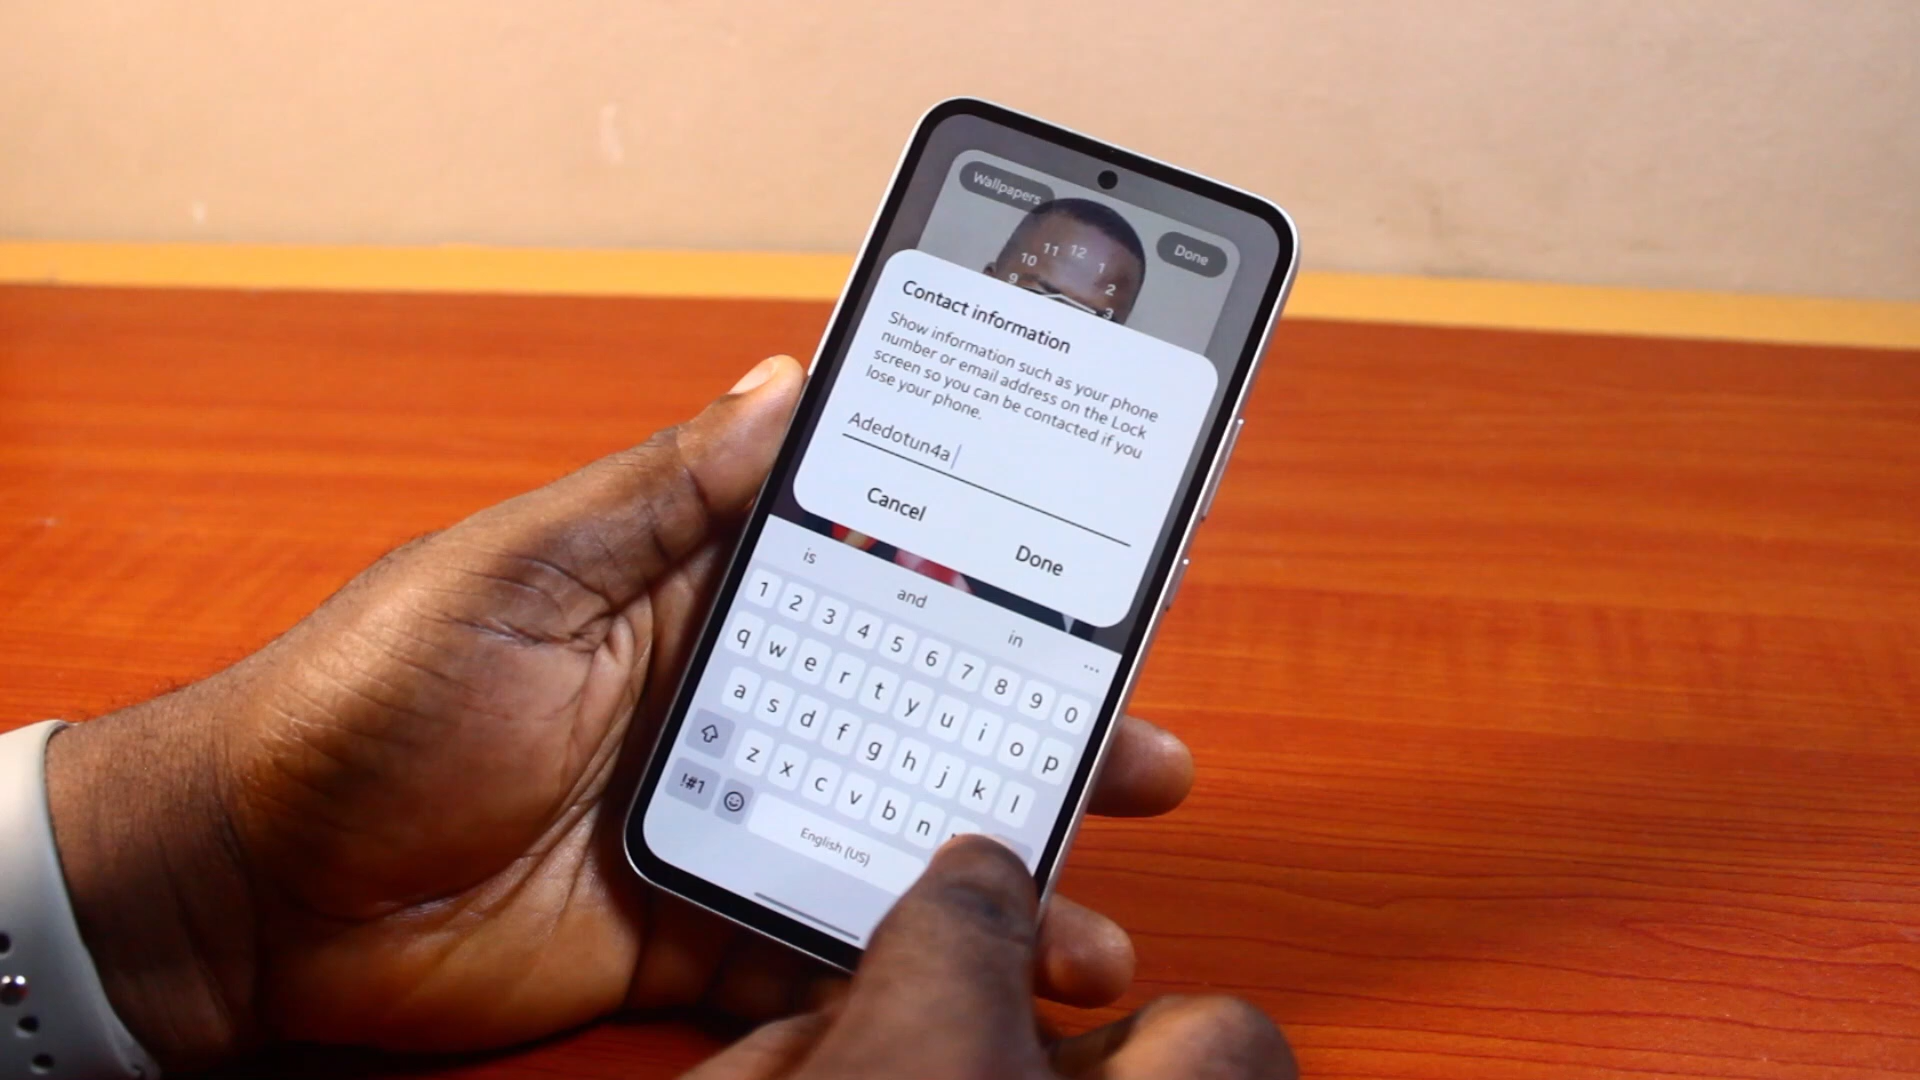 Wallpapers
Done
11 12 1
10 2
9 3
Contact information
Show information such as your phone
number or email address on the Lock
screen so you can be contacted if you
lose your phone.
Adedotun4a
Cancel
Done
is and in ...
1 2 3 4 5 6 7 8 9 0
q w e r t y u i o p
a s d f g h j k l
z x c v b n
!#1
English (US)